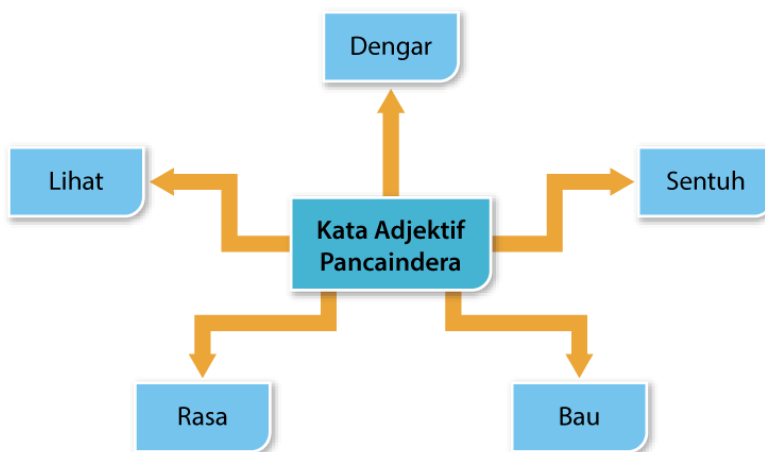 Dengar
Lihat
Sentuh
Kata Adjektif
Pancaindera
Rasa
Bau